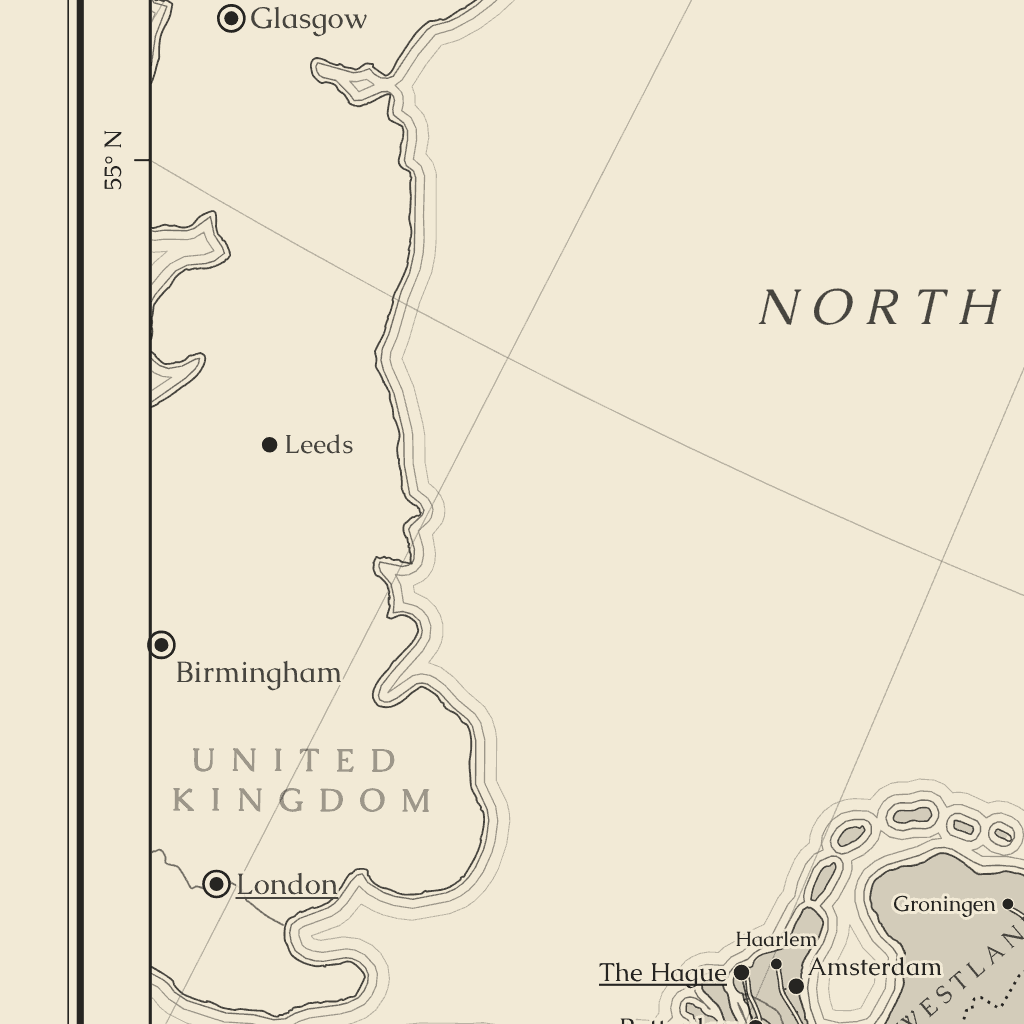 Glasgow
55° N
NORTH
Leeds
Birmingham
UNITED
KINGDOM
London
Groningen
Haarlem
The Hague
Amsterdam